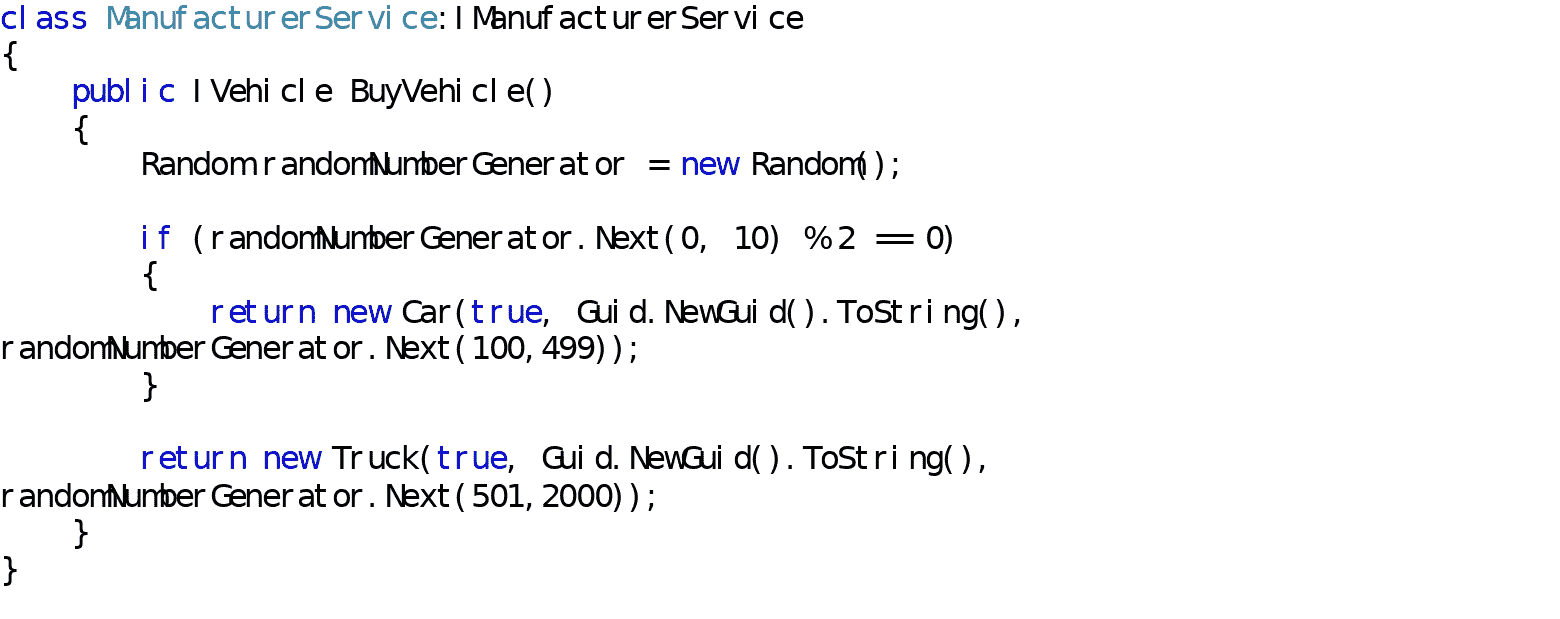 class ManufacturerService:IManufacturerService
{
    public IVehicle BuyVehicle()
    {
        Random randomNumberGenerator = new Random();

        if (randomNumberGenerator.Next(0, 10) %2 == 0)
        {
            return new Car(true, Guid.NewGuid().ToString(),
randomNumberGenerator.Next(100,499));
        }

        return new Truck(true, Guid.NewGuid().ToString(),
randomNumberGenerator.Next(501,2000));
    }
}